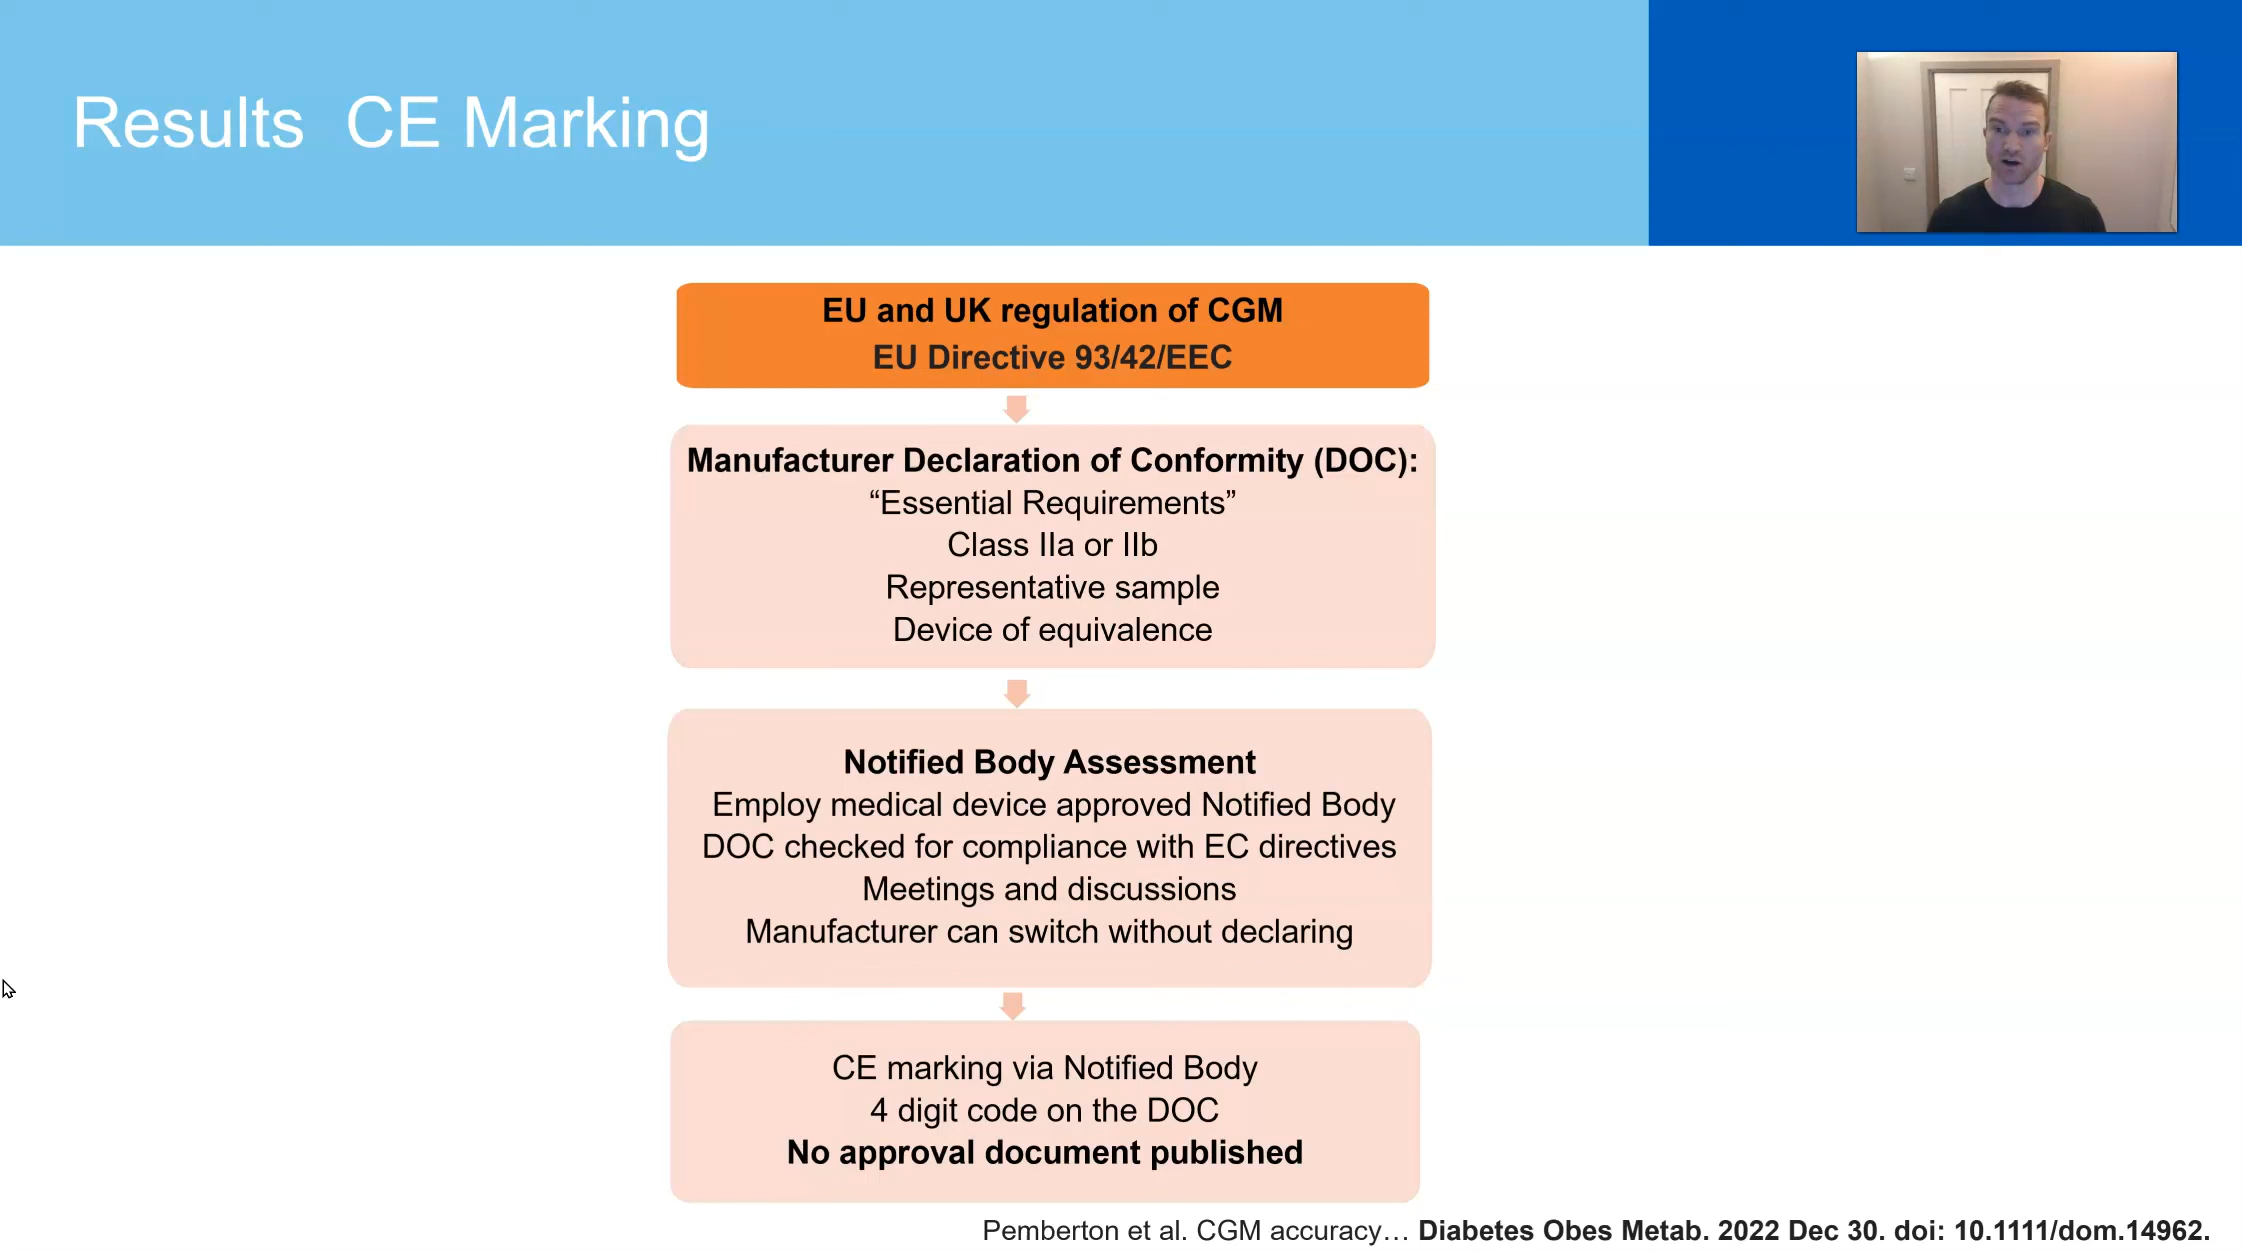 Results  CE Marking
EU and UK regulation of CGM
EU Directive 93/42/EEC
Manufacturer Declaration of Conformity (DOC):
“Essential Requirements”
Class IIa or IIb
Representative sample
Device of equivalence
Notified Body Assessment
Employ medical device approved Notified Body
DOC checked for compliance with EC directives
Meetings and discussions
Manufacturer can switch without declaring
CE marking via Notified Body
4 digit code on the DOC
No approval document published
Pemberton et al. CGM accuracy… Diabetes Obes Metab. 2022 Dec 30. doi: 10.1111/dom.14962.